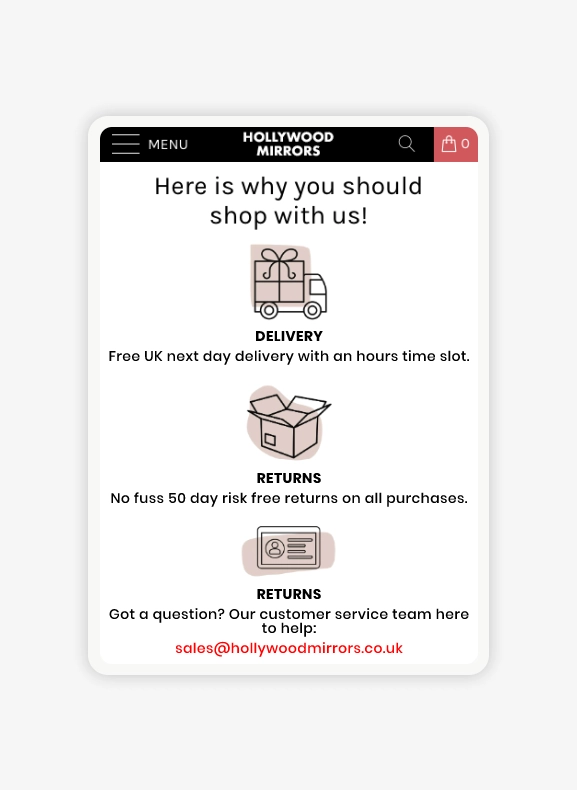 MENU
HOLLYWOOD
MIRRORS
0
Here is why you should
shop with us!
DELIVERY
Free UK next day delivery with an hours time slot.
RETURNS
No fuss 50 day risk free returns on all purchases.
RETURNS
Got a question? Our customer service team here
to help:
sales@hollywoodmirrors.co.uk